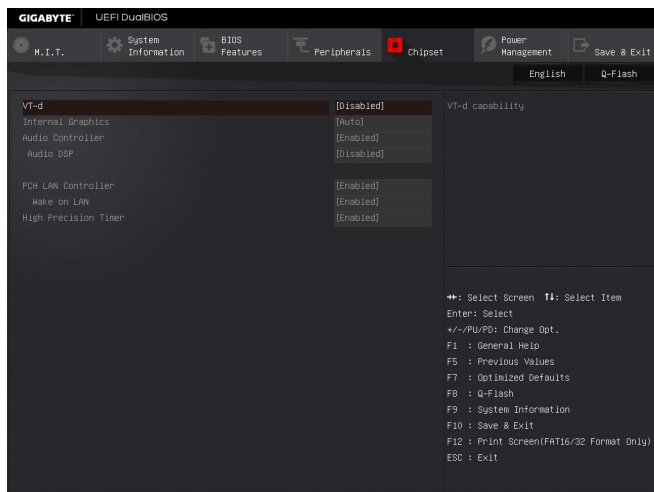 GIGABYTE™ UEFI DualBIOS
M.I.T.
System Information
BIOS Features
Peripherals
Chipset
Power Management
Save & Exit
English Q-Flash
VT-d [Disabled]
Internal Graphics [Auto]
Audio Controller [Enabled]
Audio DSP [Disabled]
PCH LAN Controller [Enabled]
Wake on LAN [Enabled]
High Precision Timer [Enabled]
VT-d capability
→←: Select Screen ↑↓: Select Item
Enter: Select
+/-/PU/PD: Change Opt.
F1 : General Help
F5 : Previous Values
F7 : Optimized Defaults
F8 : Q-Flash
F9 : System Information
F10 : Save & Exit
F12 : Print Screen(FAT16/32 Format Only)
ESC : Exit